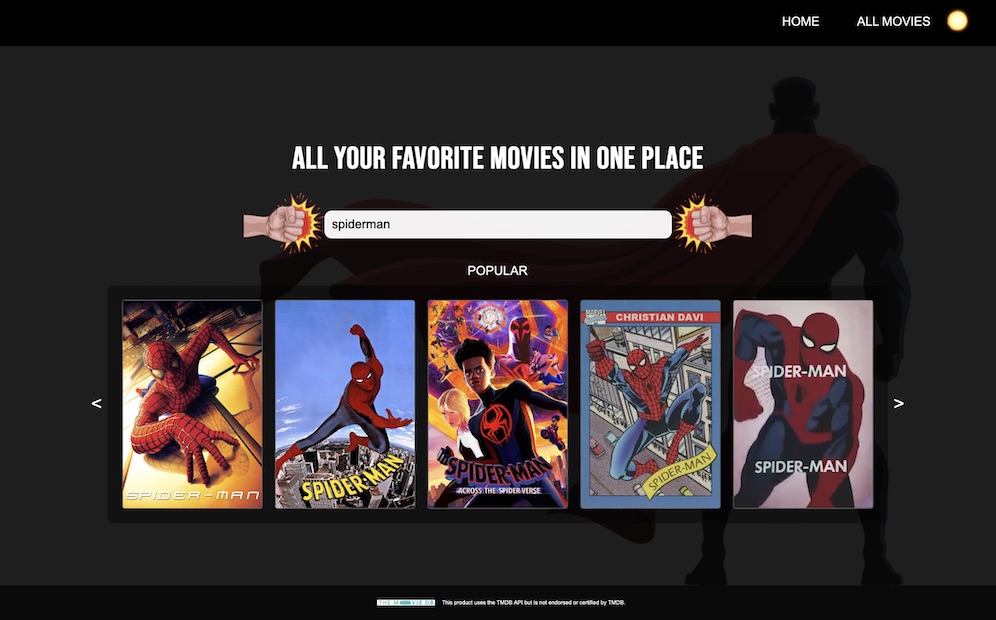 HOME ALL MOVIES
ALL YOUR FAVORITE MOVIES IN ONE PLACE
spiderman
POPULAR
<
SPIDER-MAN
SPIDER-MAN
SPIDER-MAN
ACROSS THE SPIDER-VERSE
MARVEL
CHRISTIAN DAVI
SPIDER-MAN
SPIDER-MAN
SPIDER-MAN
>
THE MOVIE DB This product uses the TMDB API but is not endorsed or certified by TMDB.